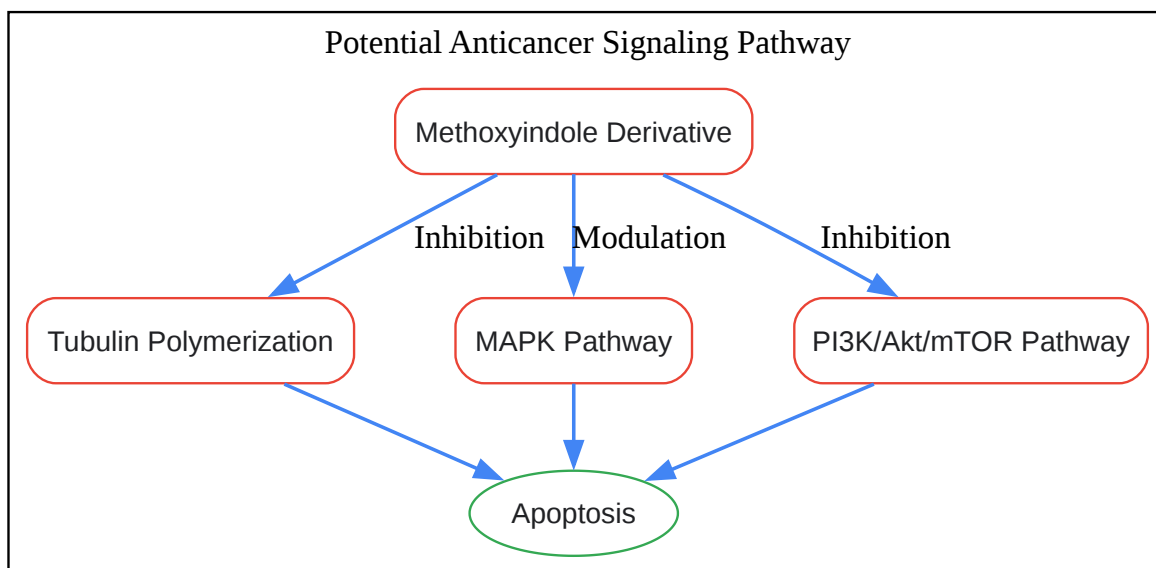 Potential Anticancer Signaling Pathway
Methoxyindole Derivative
Inhibition
Modulation
Inhibition
Tubulin Polymerization
MAPK Pathway
PI3K/Akt/mTOR Pathway
Apoptosis